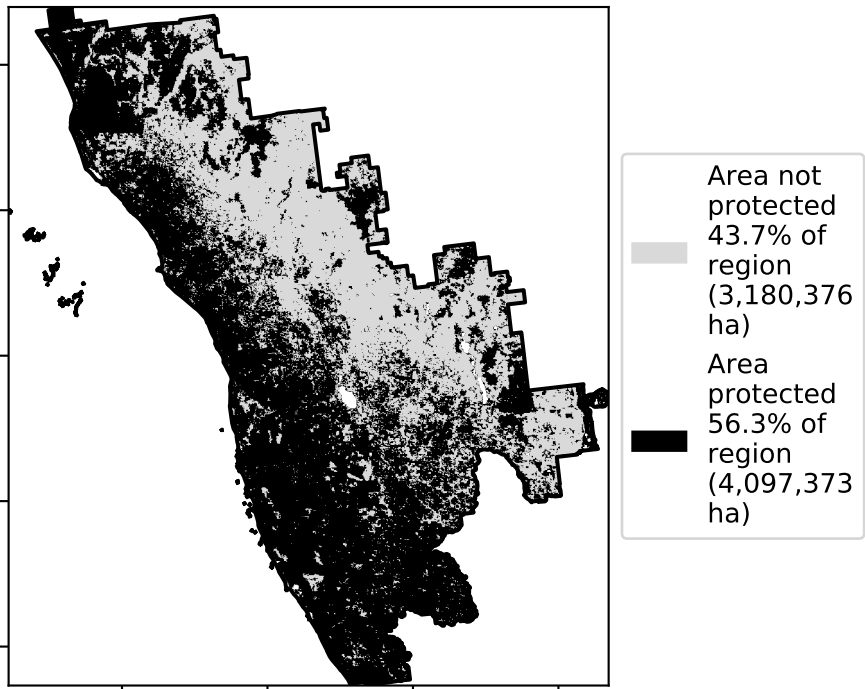 Area not
protected
43.7% of
region
(3,180,376
ha)
Area
protected
56.3% of
region
(4,097,373
ha)